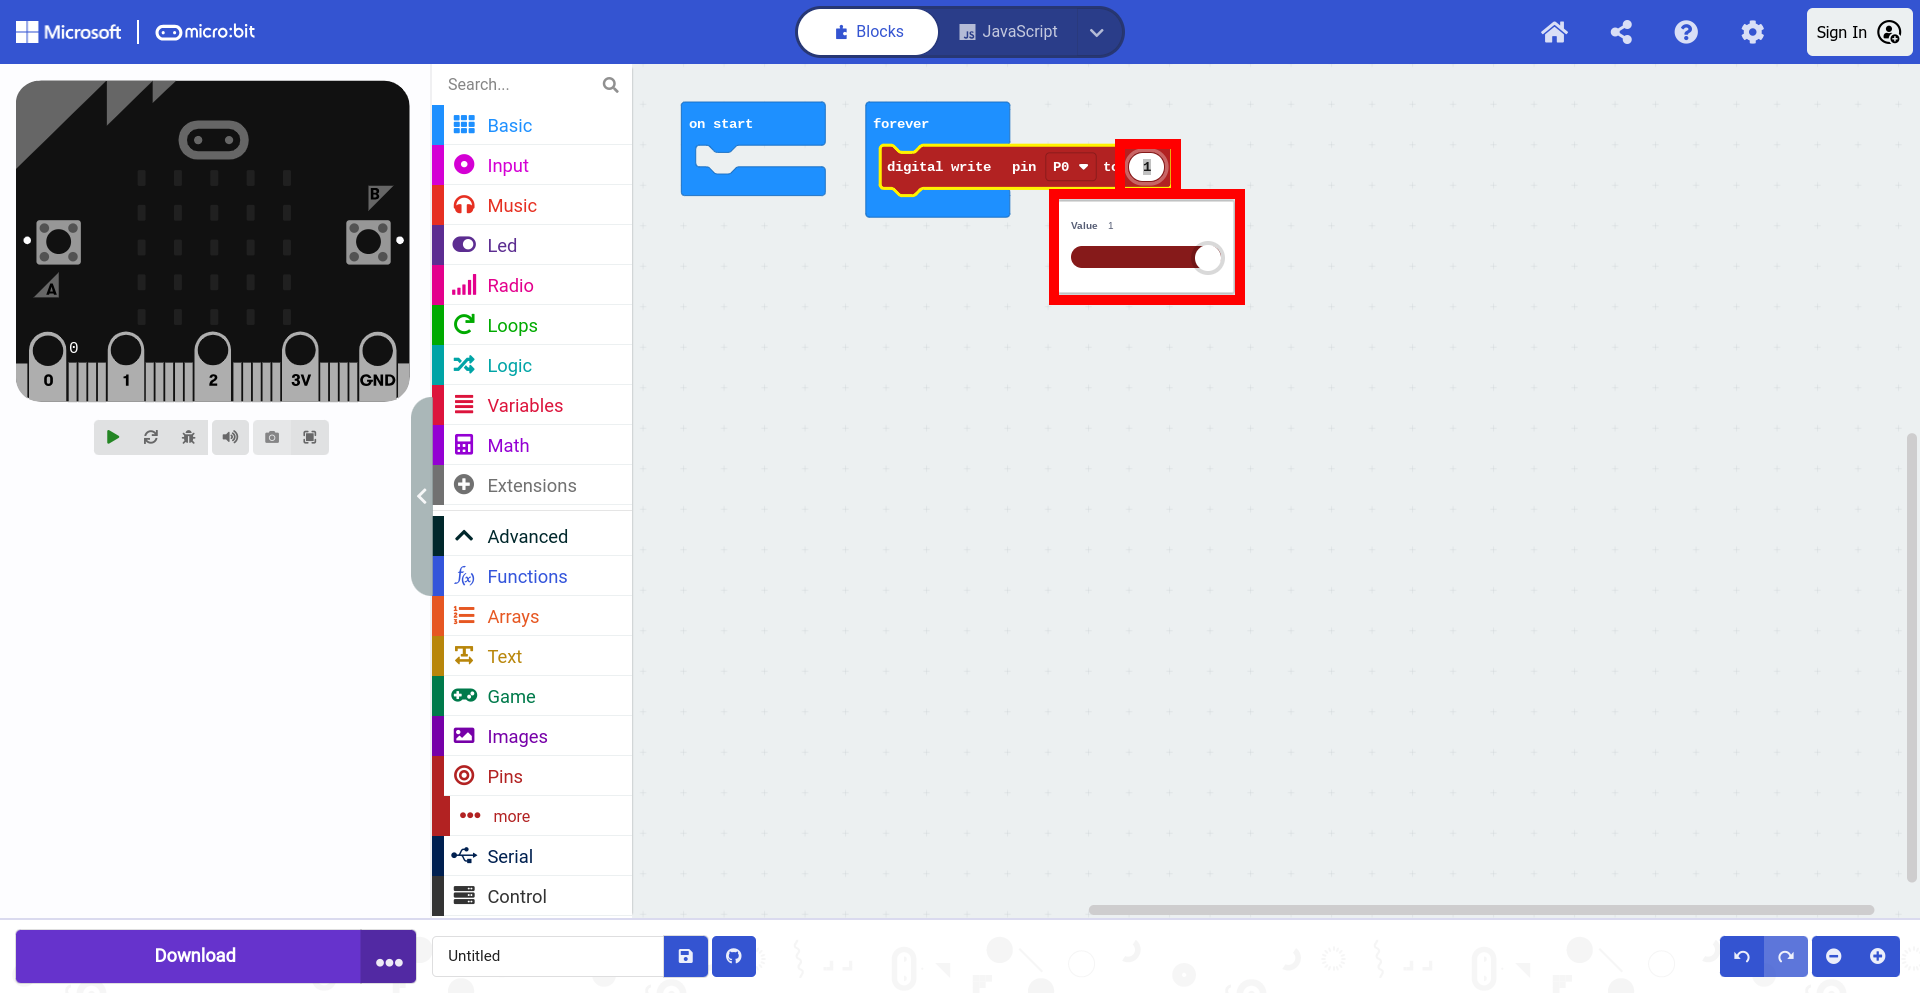 Microsoft
micro:bit
Blocks
JS JavaScript
Sign In
B
A
0
0
1
2
3V
GND
Search...
Basic
Input
Music
Led
Radio
Loops
Logic
Variables
Math
Extensions
Advanced
f(x) Functions
Arrays
Text
Game
Images
Pins
more
Serial
Control
on start
forever
digital write pin P0 to 1
Value 1
Download
Untitled